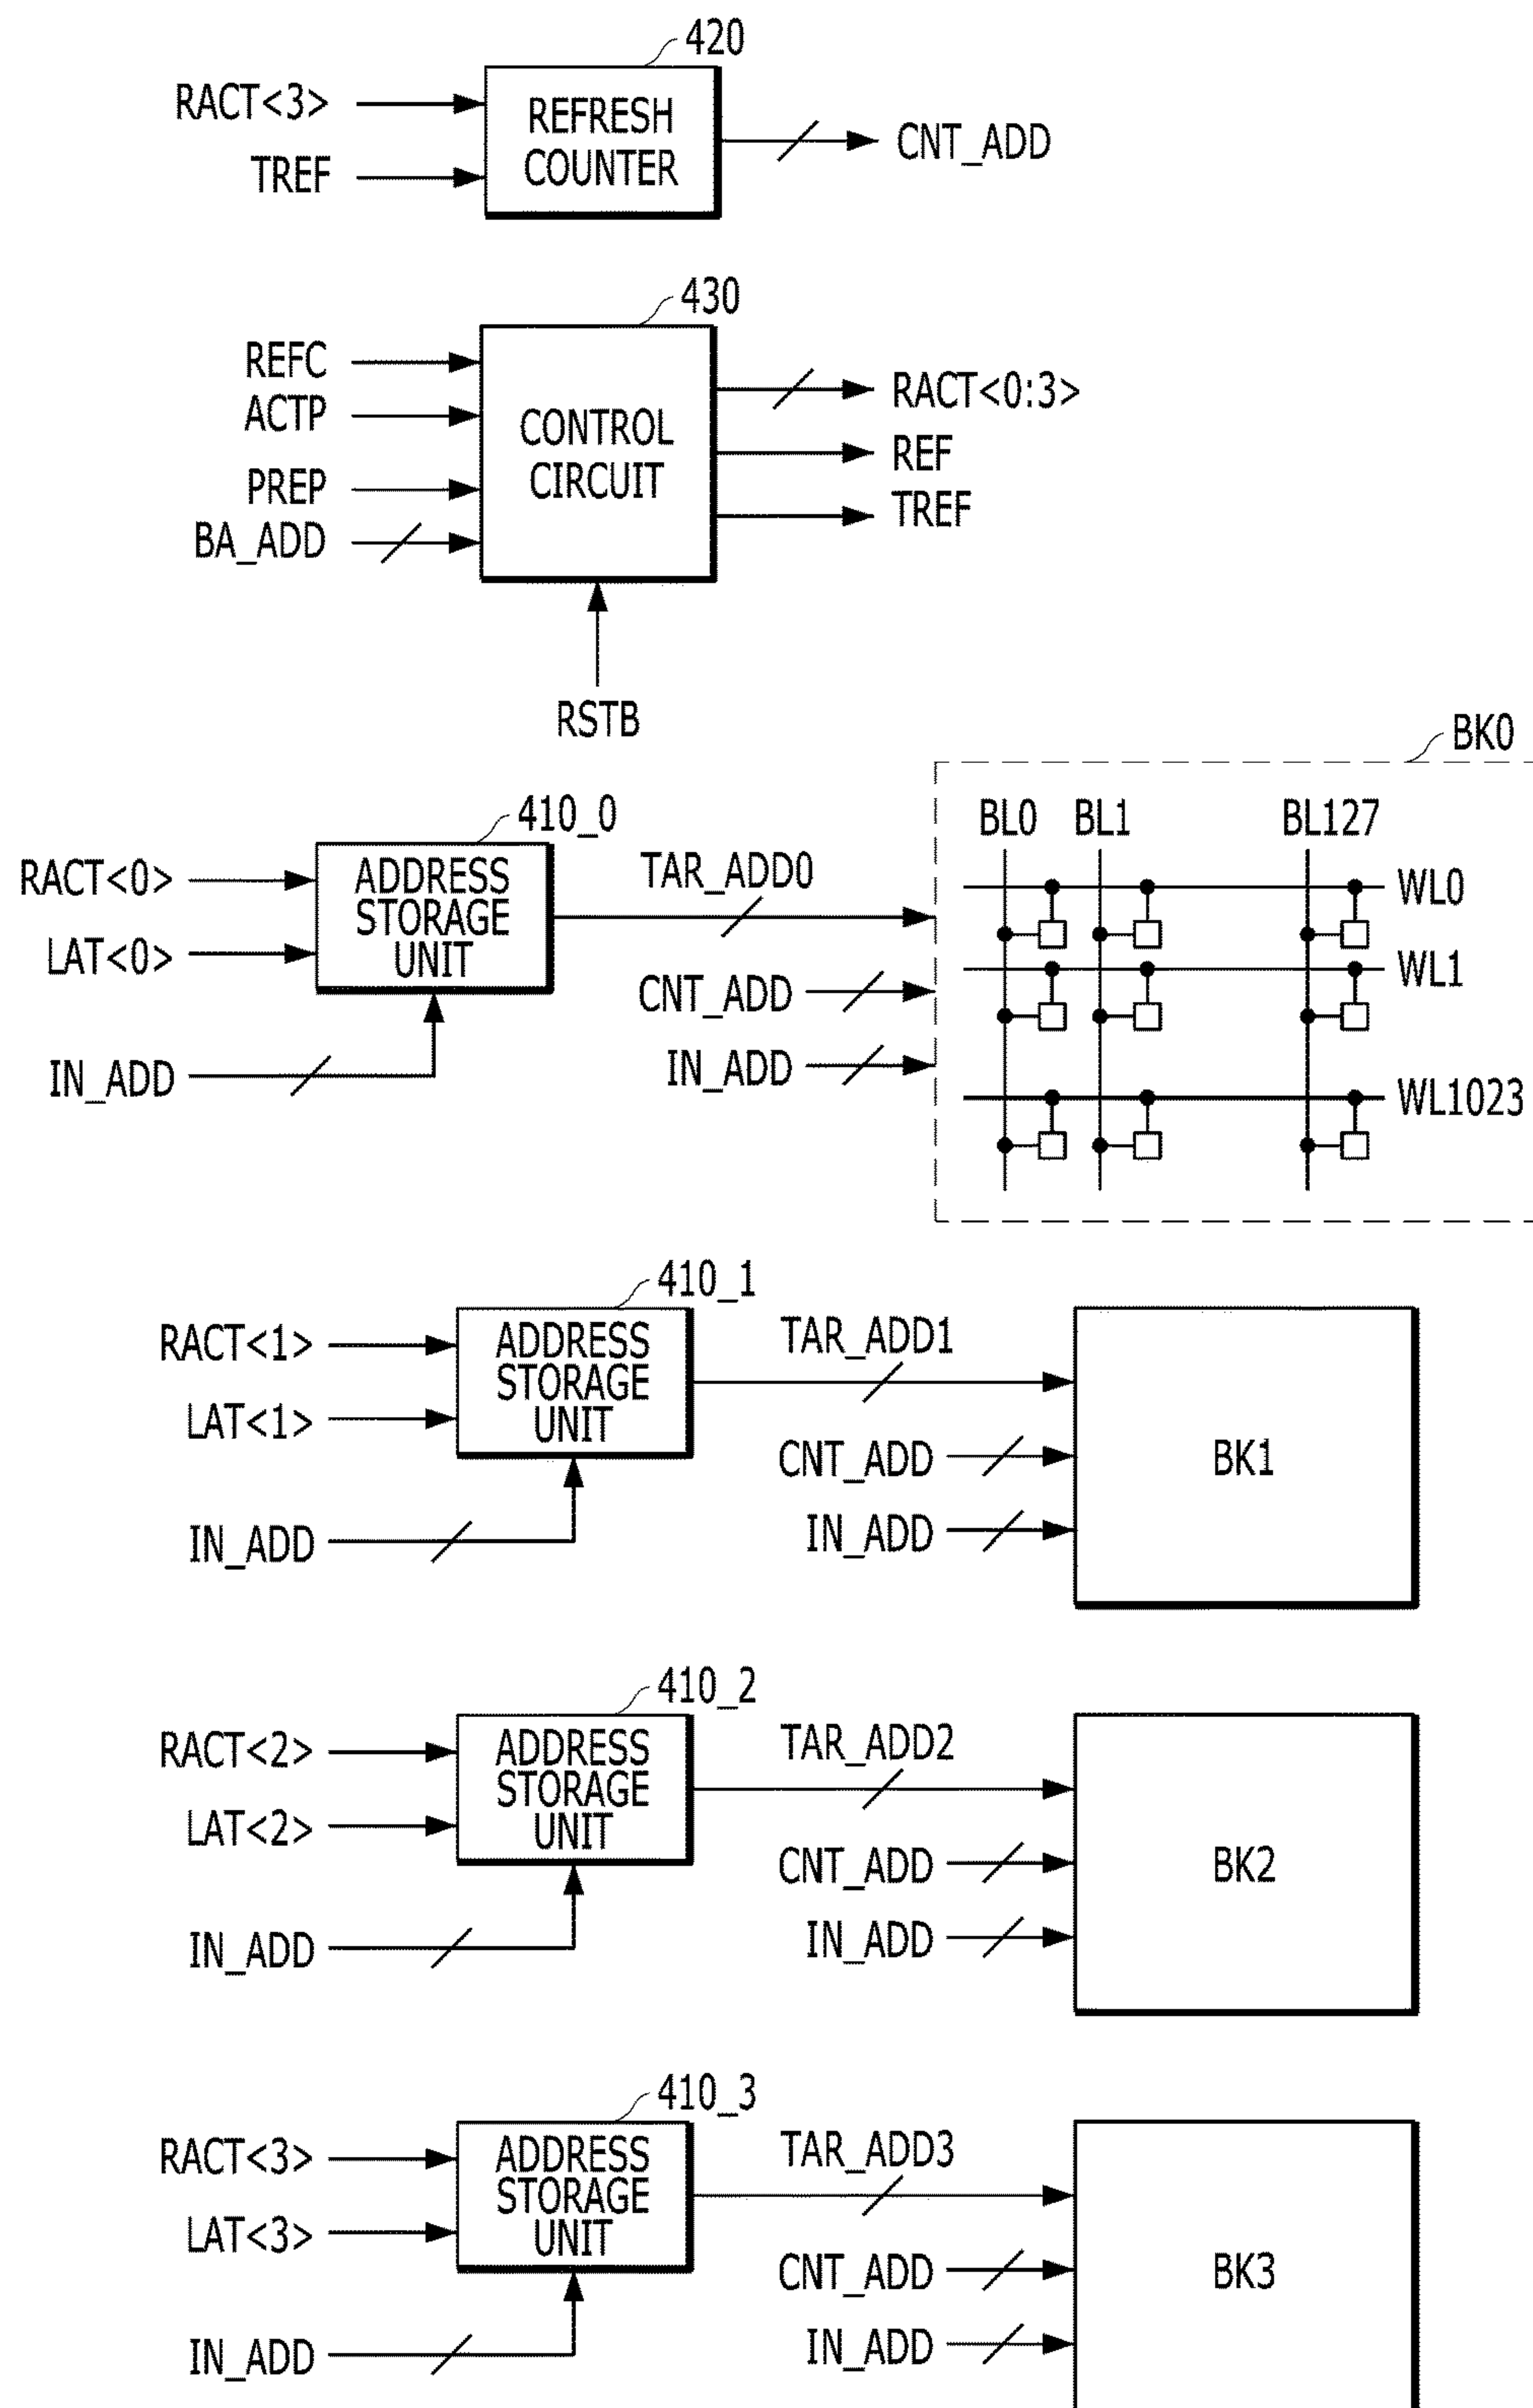 420
RACT<3>
TREF
REFRESH
COUNTER
CNT_ADD
430
REFC
ACTP
PREP
BA_ADD
CONTROL
CIRCUIT
RACT<0:3>
REF
TREF
RSTB
BK0
410_0
RACT<0>
LAT<0>
IN_ADD
ADDRESS
STORAGE
UNIT
TAR_ADD0
CNT_ADD
IN_ADD
BL0 BL1 BL127
WL0
WL1
WL1023
410_1
RACT<1>
LAT<1>
IN_ADD
ADDRESS
STORAGE
UNIT
TAR_ADD1
CNT_ADD
IN_ADD
BK1
410_2
RACT<2>
LAT<2>
IN_ADD
ADDRESS
STORAGE
UNIT
TAR_ADD2
CNT_ADD
IN_ADD
BK2
410_3
RACT<3>
LAT<3>
IN_ADD
ADDRESS
STORAGE
UNIT
TAR_ADD3
CNT_ADD
IN_ADD
BK3